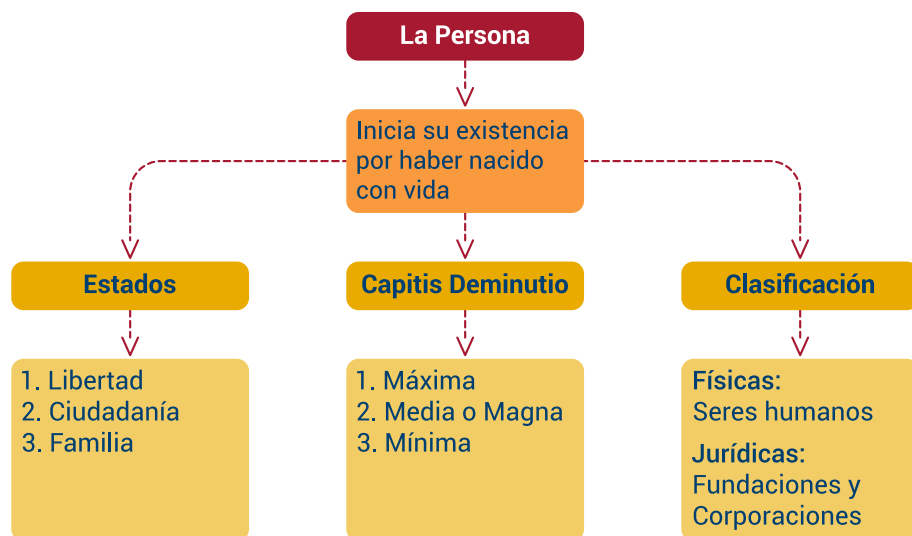 La Persona
Inicia su existencia
por haber nacido
con vida
Estados
1. Libertad
2. Ciudadanía
3. Familia
Capitis Deminutio
1. Máxima
2. Media o Magna
3. Mínima
Clasificación
Físicas:
Seres humanos
Jurídicas:
Fundaciones y
Corporaciones